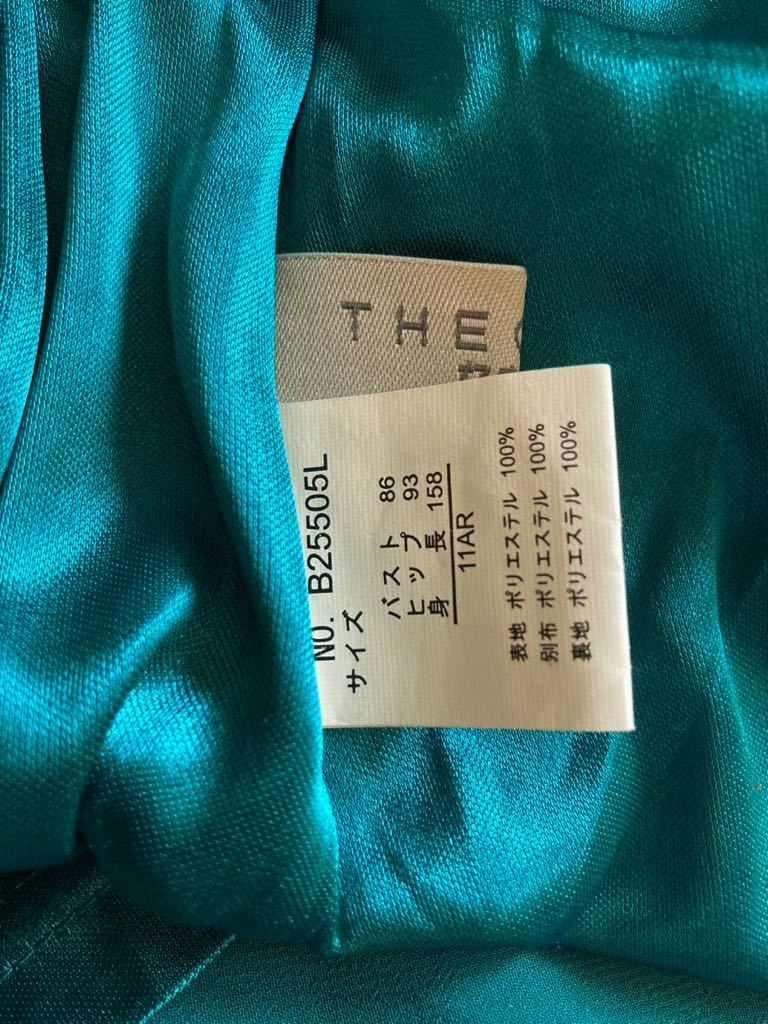 NO. B25505L
サイズ
バスト 86
ヒップ 93
身長 158
11AR
表地 ポリエステル 100%
別布 ポリエステル 100%
裏地 ポリエステル 100%